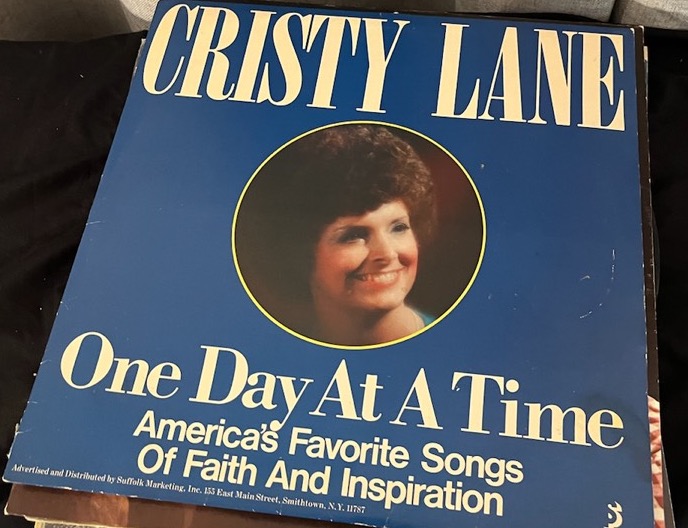 CRISTY LANE
One Day At A Time
America's Favorite Songs
Of Faith And Inspiration
Advertised and Distributed by Suffolk Marketing, Inc. 155 East Main Street, Smithtown, N.Y. 11787